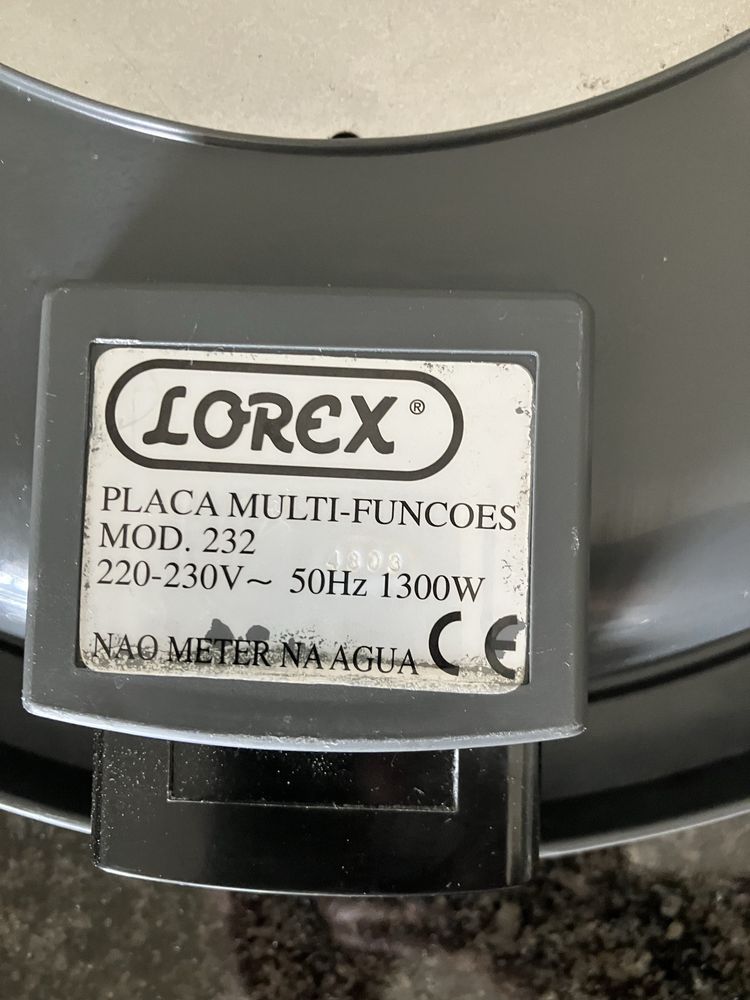 LOREX ®
PLACA MULTI-FUNCOES
MOD. 232
220-230V~ 50Hz 1300W
NAO METER NA AGUA CE